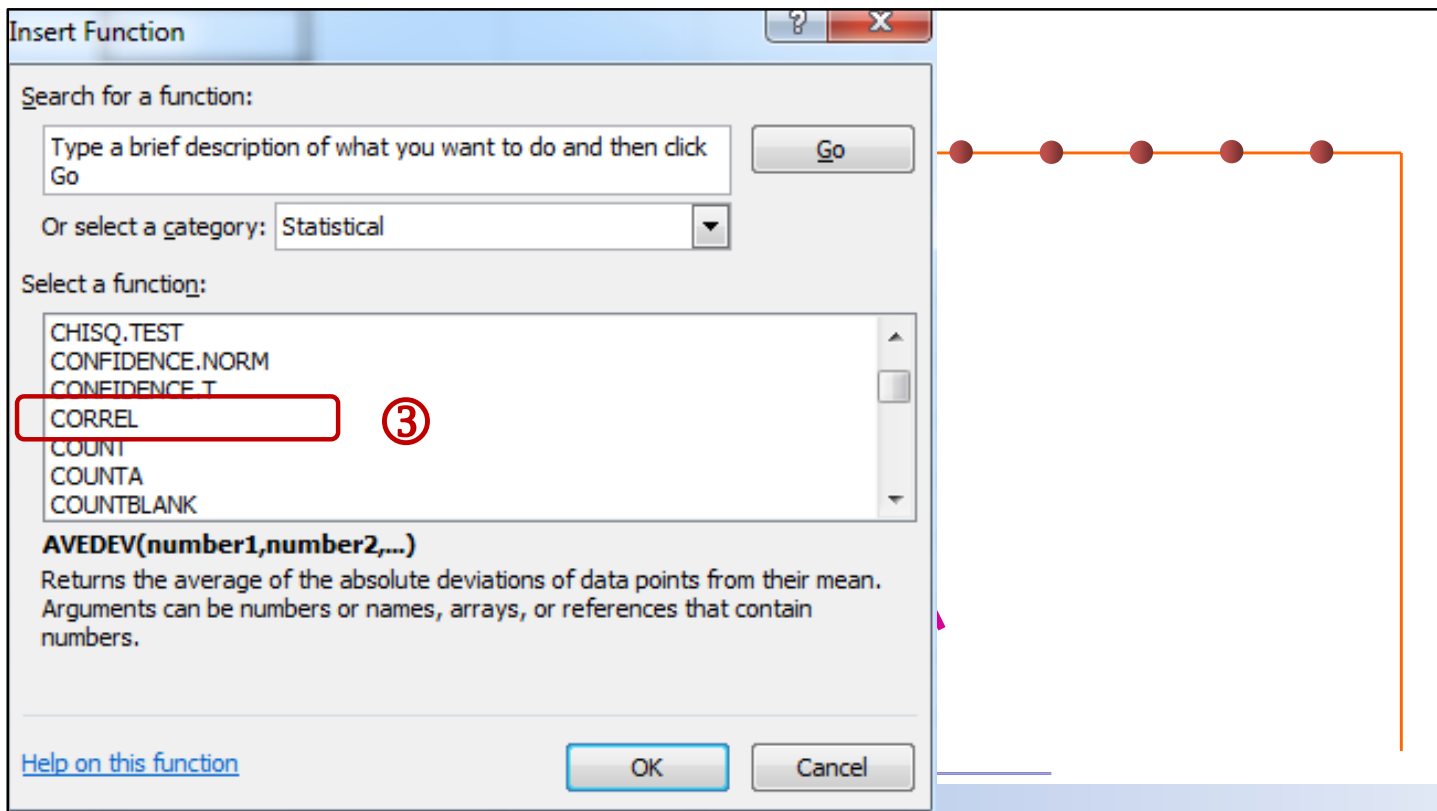 Insert Function
?
X
Search for a function:
Type a brief description of what you want to do and then click
Go
Go
Or select a category: Statistical
Select a function:
CHISQ.TEST
CONFIDENCE.NORM
CONFIDENCE.T
CORREL
③
COUNT
COUNTA
COUNTBLANK
AVEDEV(number1,number2,...)
Returns the average of the absolute deviations of data points from their mean.
Arguments can be numbers or names, arrays, or references that contain
numbers.
Help on this function
OK
Cancel